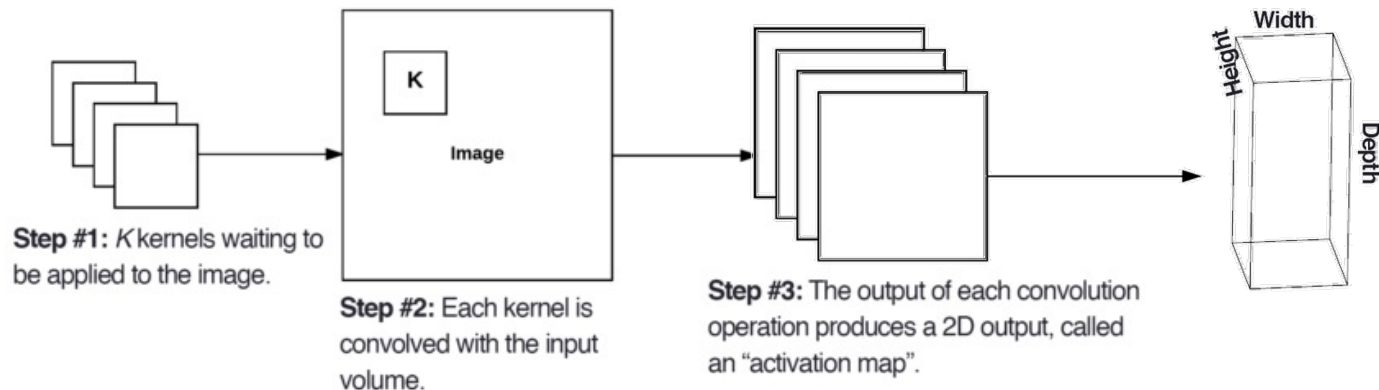 K
Image
Step #1: K kernels waiting to
be applied to the image.
Step #2: Each kernel is
convolved with the input
volume.
Step #3: The output of each convolution
operation produces a 2D output, called
an “activation map”.
Width
Height
Depth